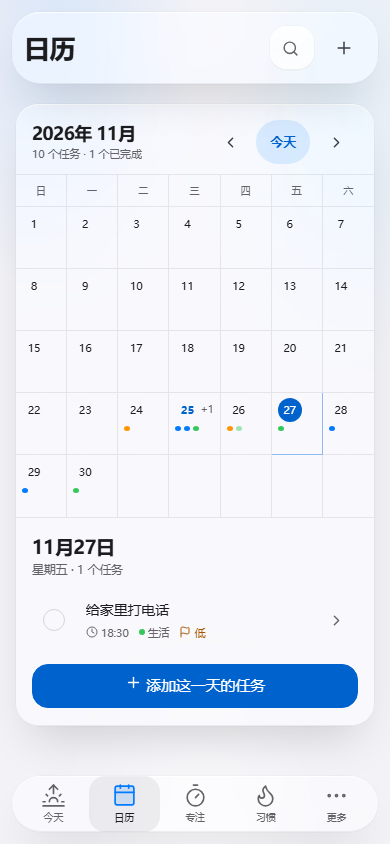 日历
2026年 11月
10 个任务 · 1 个已完成
今天
日 一 二 三 四 五 六
1 2 3 4 5 6 7
8 9 10 11 12 13 14
15 16 17 18 19 20 21
22 23 24 25 +1 26 27 28
29 30
11月27日
星期五 · 1 个任务
给家里打电话
18:30 生活 低
添加这一天的任务
今天 日历 专注 习惯 更多